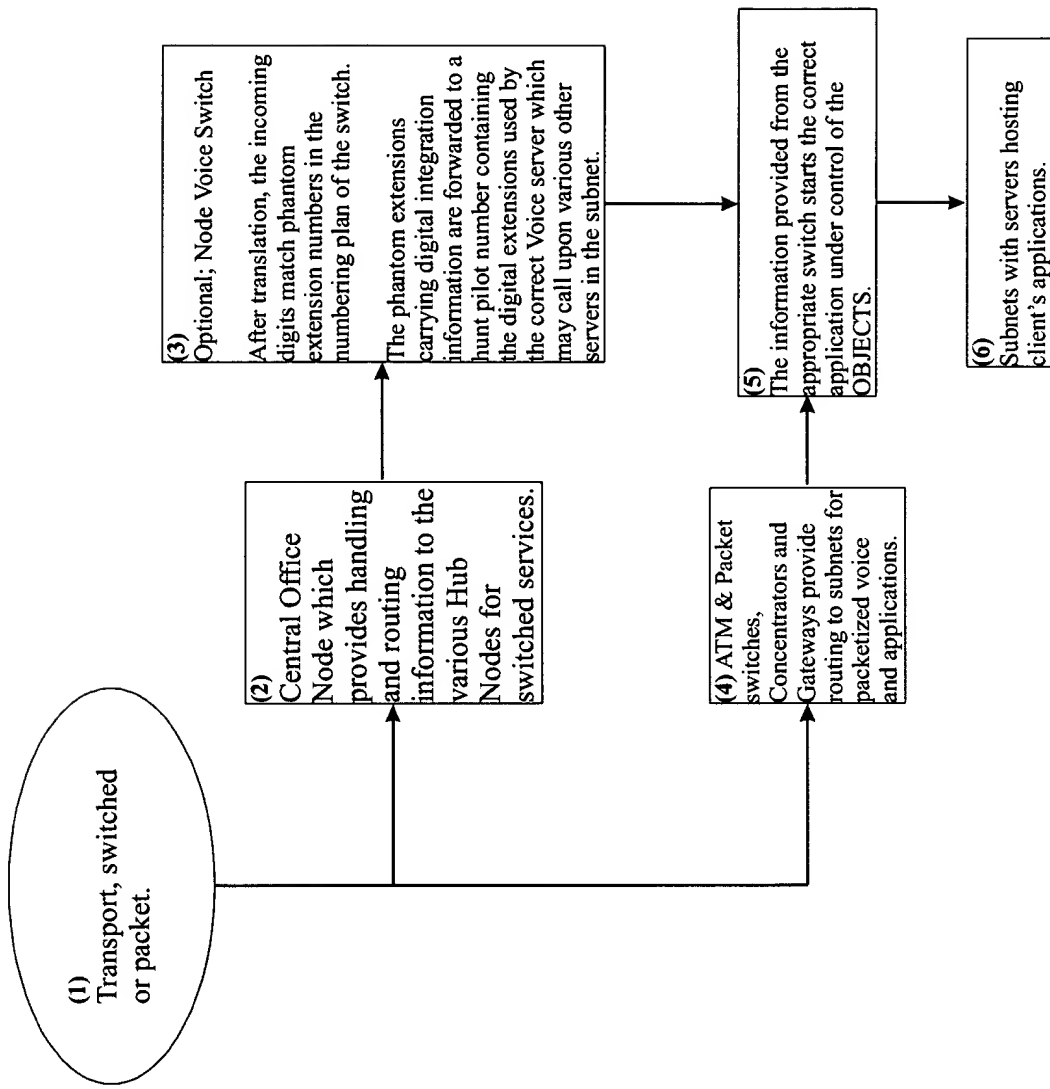 (1)
Transport, switched
or packet.
(2)
Central Office
Node which
provides handling
and routing
information to the
various Hub
Nodes for
switched services.
(3)
Optional; Node Voice Switch
After translation, the incoming
digits match phantom
extension numbers in the
numbering plan of the switch.
The phantom extensions
carrying digital integration
information are forwarded to a
hunt pilot number containing
the digital extensions used by
the correct Voice server which
may call upon various other
servers in the subnet.
(4) ATM & Packet
switches,
Concentrators and
Gateways provide
routing to subnets for
packetized voice
and applications.
(5)
The information provided from the
appropriate switch starts the correct
application under control of the
OBJECTS.
(6)
Subnets with servers hosting
client's applications.